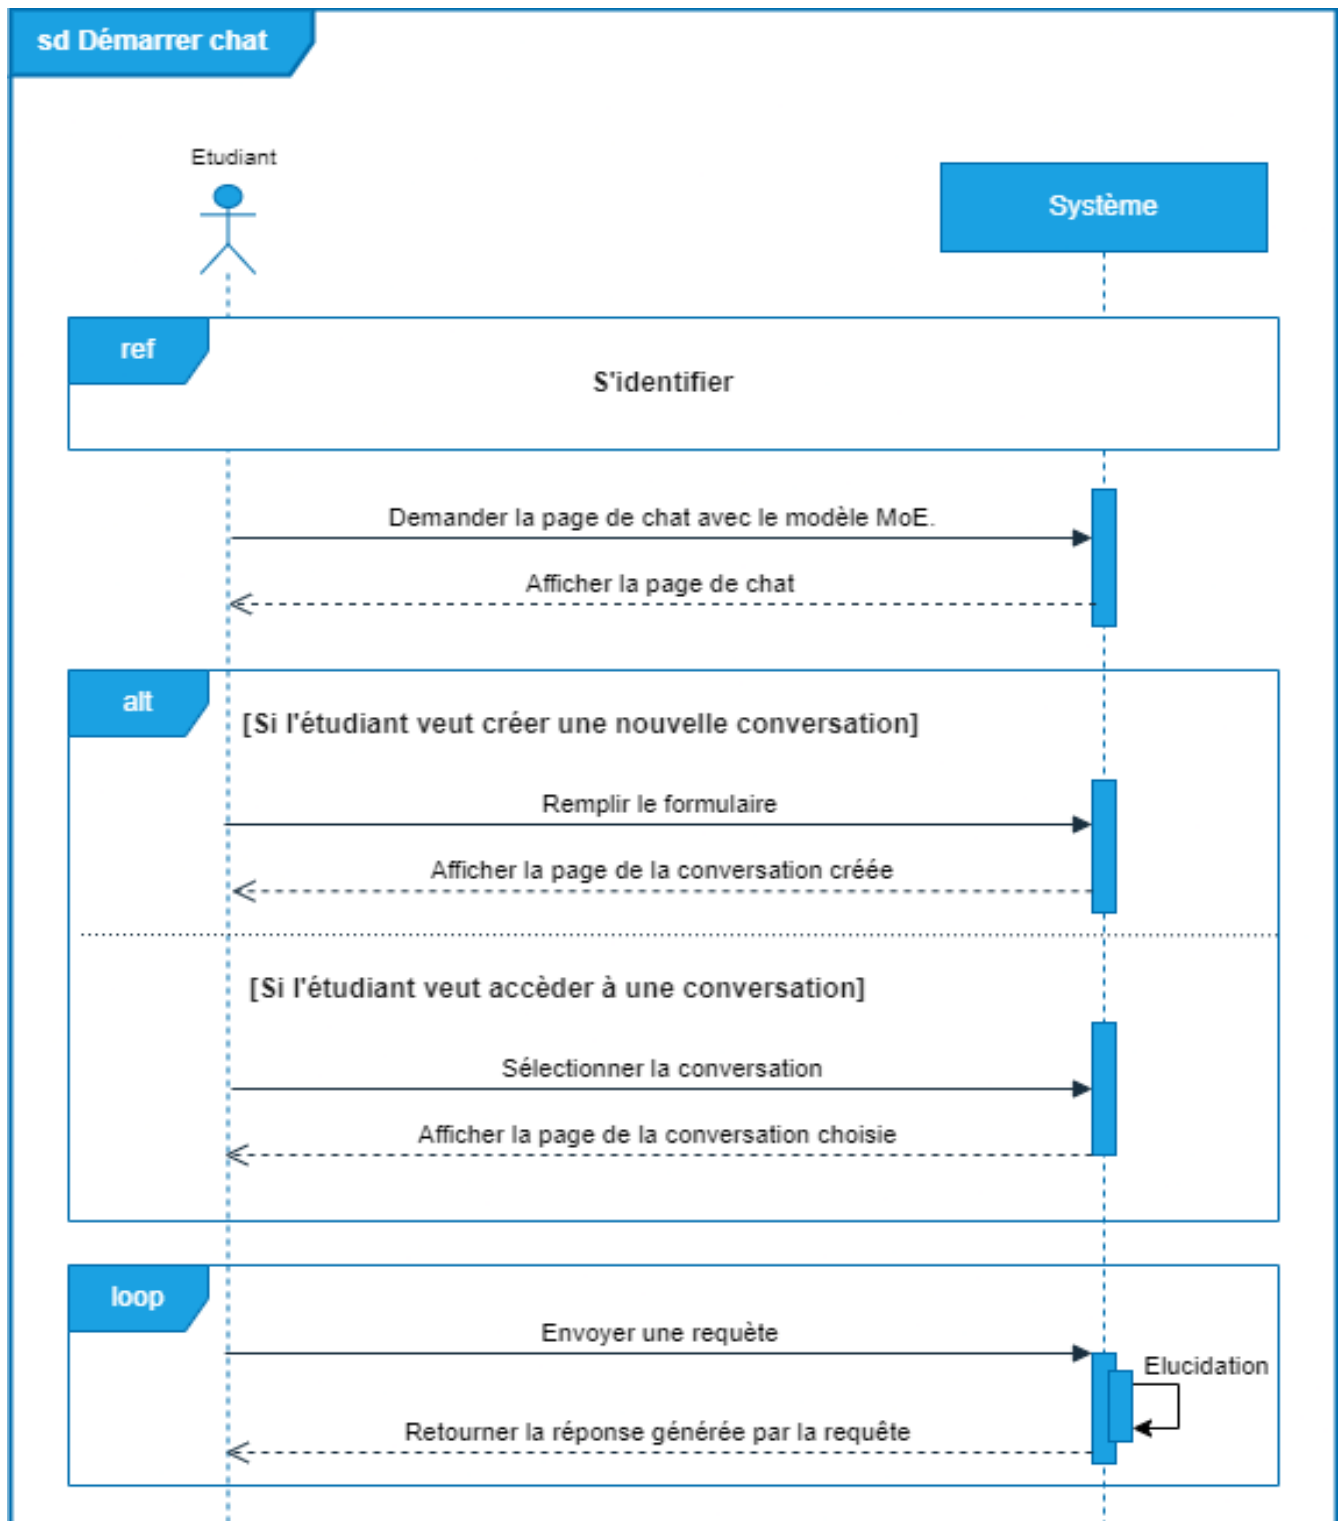 sd Démarrer chat
Etudiant
Système
ref
S'identifier
Demander la page de chat avec le modèle MoE.
Afficher la page de chat
alt
[Si l'étudiant veut créer une nouvelle conversation]
Remplir le formulaire
Afficher la page de la conversation créée
[Si l'étudiant veut accèder à une conversation]
Sélectionner la conversation
Afficher la page de la conversation choisie
loop
Envoyer une requète
Elucidation
Retourner la réponse générée par la requête